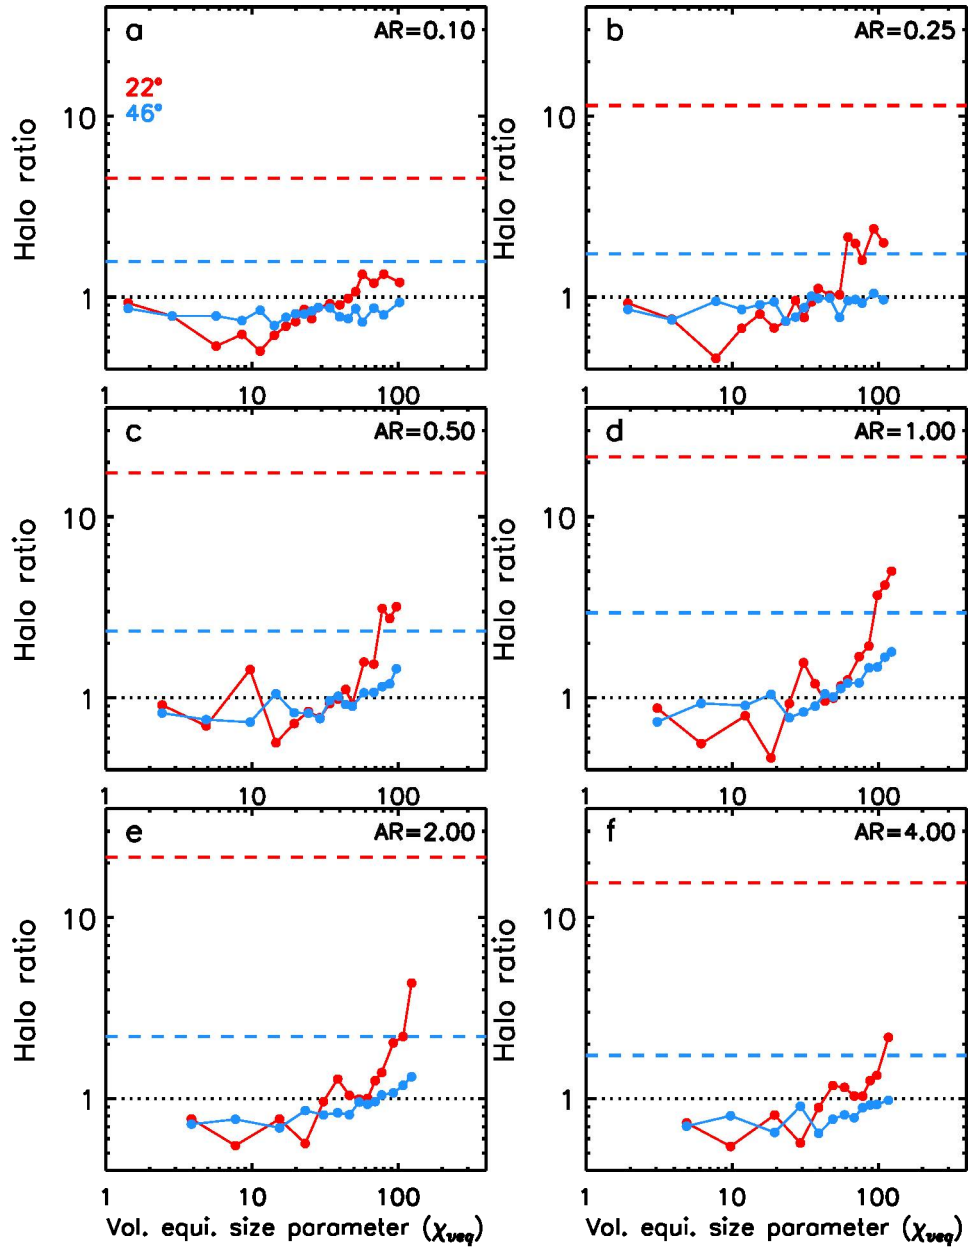 a AR=0.10
22°
46°
10
1
Halo ratio
1 10 100
b AR=0.25
10
1
Halo ratio
1 10 100
c AR=0.50
10
1
Halo ratio
1 10 100
d AR=1.00
10
1
Halo ratio
1 10 100
e AR=2.00
10
1
Halo ratio
1 10 100
Vol. equi. size parameter (χveq)
f AR=4.00
10
1
Halo ratio
1 10 100
Vol. equi. size parameter (χveq)